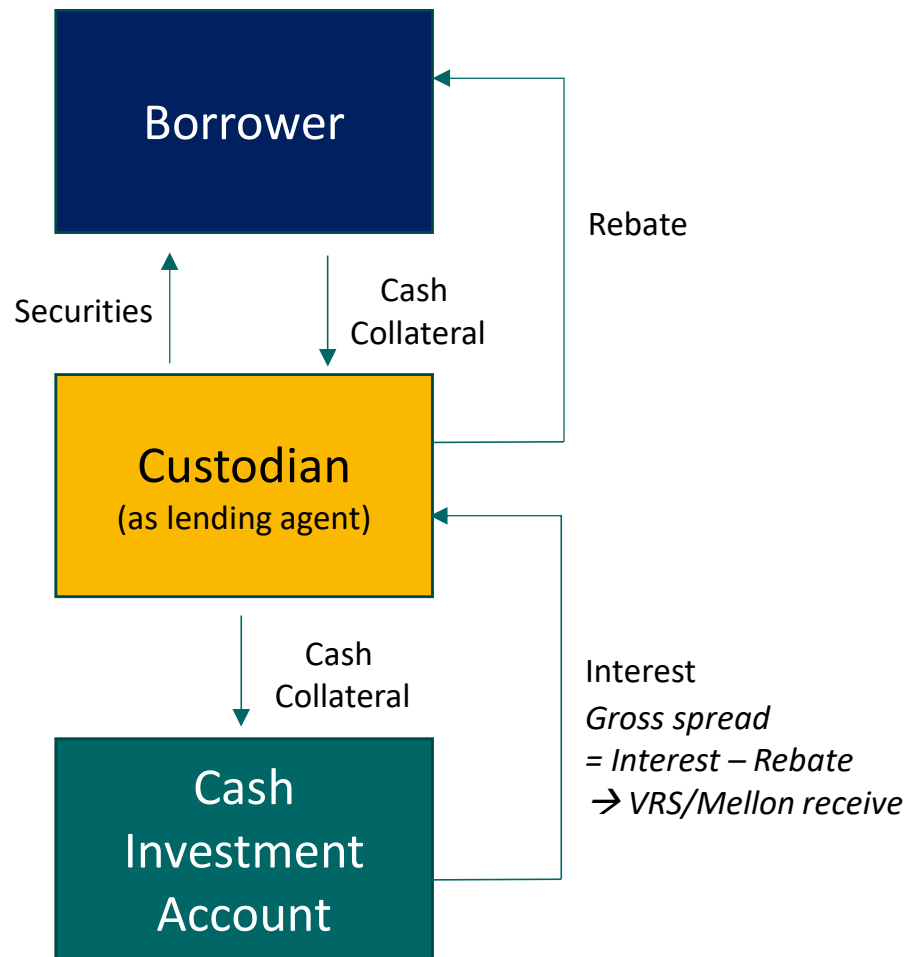 Borrower
Rebate
Securities
Cash
Collateral
Custodian
(as lending agent)
Cash
Collateral
Interest
Gross spread
= Interest – Rebate
→ VRS/Mellon receive
Cash
Investment
Account